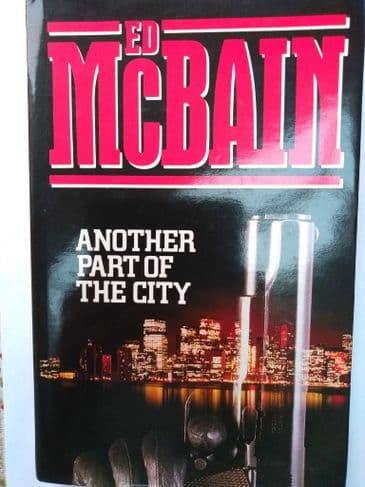 ED
McBAIN
ANOTHER
PART OF
THE CITY